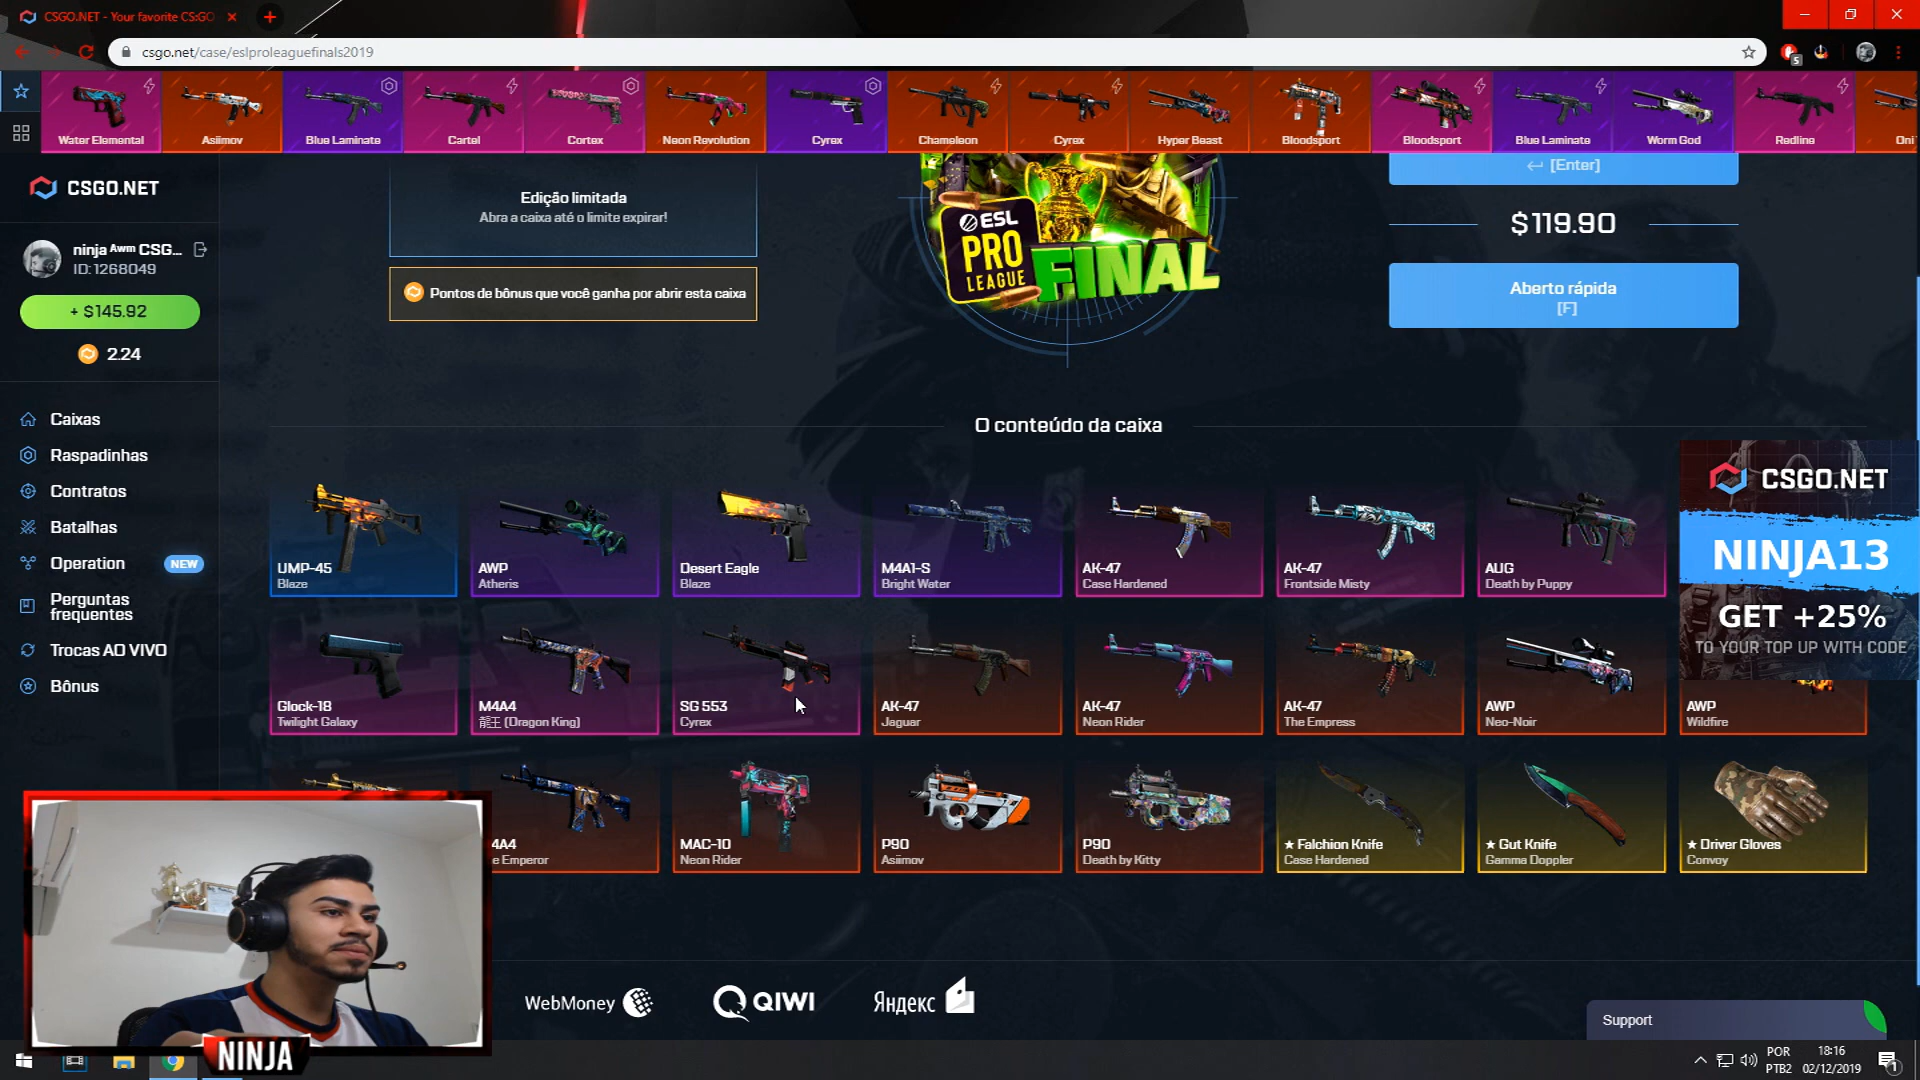 CSGO.NET - Your favorite CS:GO
csgo.net/case/eslproleaguefinals2019
5
Water Elemental
Asiimov
Blue Laminate
Cartel
Cortex
Neon Revolution
Cyrex
Chameleon
Cyrex
Hyper Beast
Bloodsport
Bloodsport
Blue Laminate
Worm God
Redline
Oni
CSGO.NET
ninja ᴬʷᵐ CSG...
ID:1268049
+ $145.92
2.24
Caixas
Raspadinhas
Contratos
Batalhas
Operation NEW
Perguntas
frequentes
Trocas AO VIVO
Bônus
Edição limitada
Abra a caixa até o limite expirar!
Pontos de bônus que você ganha por abrir esta caixa
ESL
PRO
LEAGUE
FINAL
[Enter]
$119.90
Aberto rápida
[F]
O conteúdo da caixa
UMP-45
Blaze
AWP
Atheris
Desert Eagle
Blaze
M4A1-S
Bright Water
AK-47
Case Hardened
AK-47
Frontside Misty
AUG
Death by Puppy
Glock-18
Twilight Galaxy
M4A4
龍王 (Dragon King)
SG 553
Cyrex
AK-47
Jaguar
AK-47
Neon Rider
AK-47
The Empress
AWP
Neo-Noir
AWP
Wildfire
4A4
e Emperor
MAC-10
Neon Rider
P90
Asiimov
P90
Death by Kitty
★ Falchion Knife
Case Hardened
★ Gut Knife
Gamma Doppler
★ Driver Gloves
Convoy
CSGO.NET
NINJA13
GET +25%
TO YOUR TOP UP WITH CODE
WebMoney
QIWI
Яндекс
Support
NINJA
POR
PTB2
18:16
02/12/2019
1